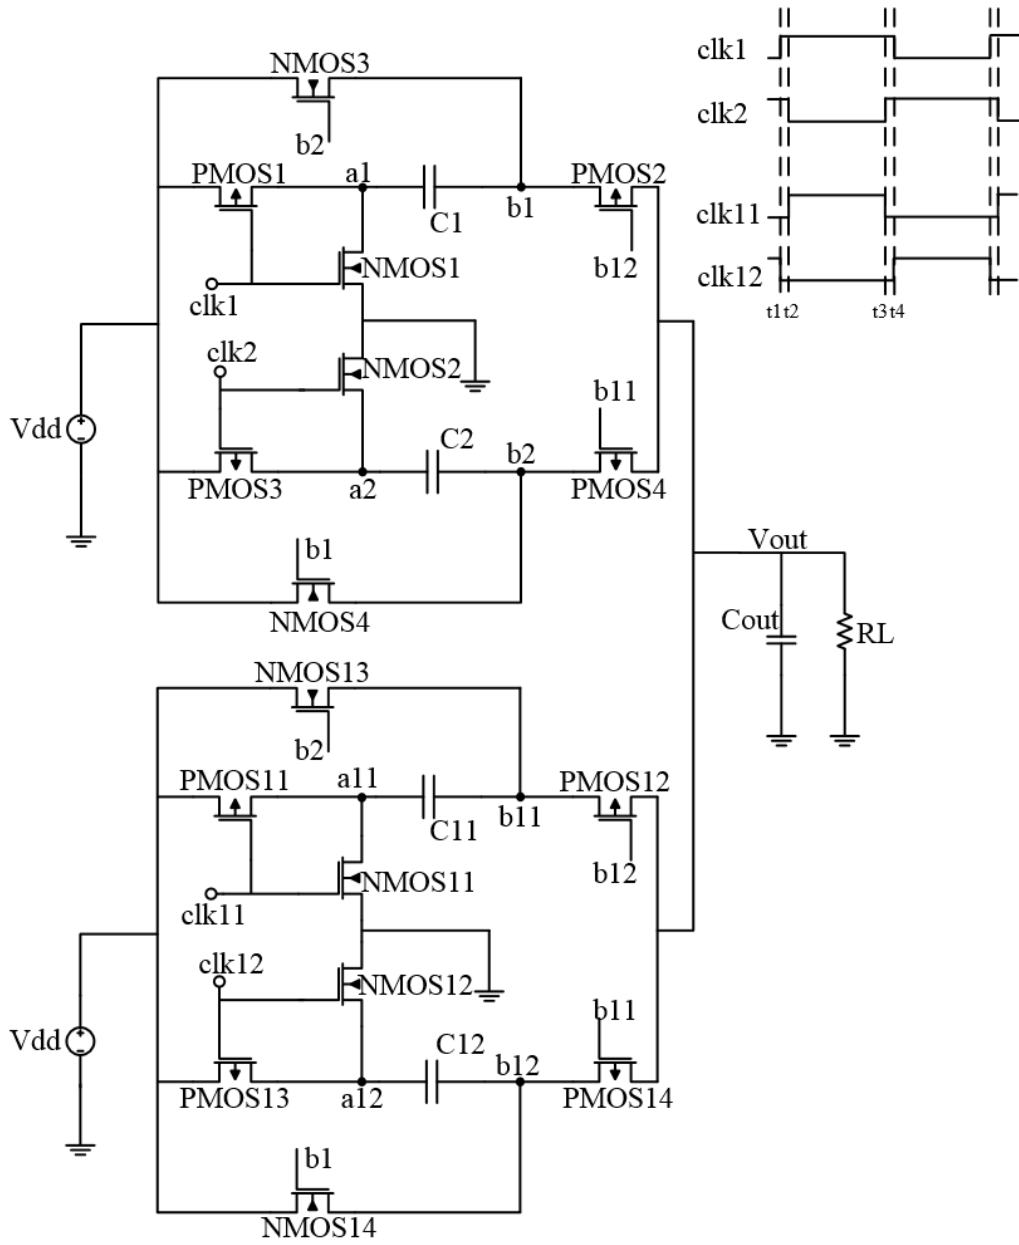 clk1
NMOS3
clk2
b2
PMOS1
a1
PMOS2
b1
C1
clk11
NMOS1
b12
clk12
clk1
t1 t2
t3 t4
clk2
NMOS2
b11
Vdd
C2
b2
PMOS3
a2
PMOS4
Vout
b1
Cout
RL
NMOS4
NMOS13
b2
a11
PMOS11
PMOS12
b11
C11
b12
NMOS11
clk11
clk12
NMOS12
b11
Vdd
C12
b12
PMOS13
a12
PMOS14
b1
NMOS14